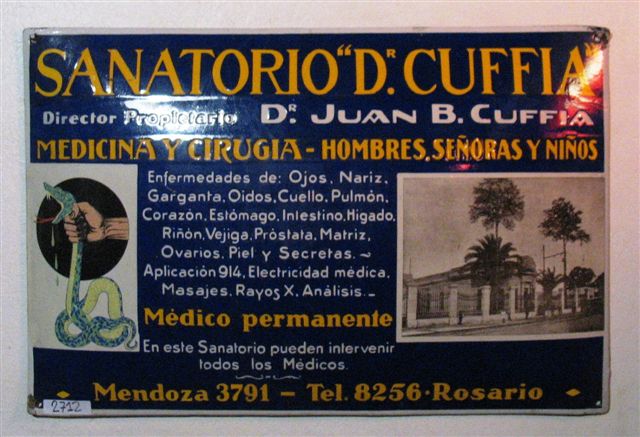 SANATORIO "DR. CUFFIA"
Director Propietario DR. JUAN B. CUFFIA
MEDICINA Y CIRUGIA - HOMBRES, SEÑORAS Y NIÑOS
Enfermedades de: Ojos, Nariz,
Garganta, Oidos, Cuello, Pulmón,
Corazón, Estómago, Intestino, Higado,
Riñón, Vejiga, Próstata, Matriz,
Ovarios, Piel y Secretas. -
Aplicación 914, Electricidad médica,
Masajes, Rayos X, Análisis. -
Médico permanente
En este Sanatorio pueden intervenir
todos los Médicos.
Mendoza 3791 - Tel. 8256 · Rosario
2712